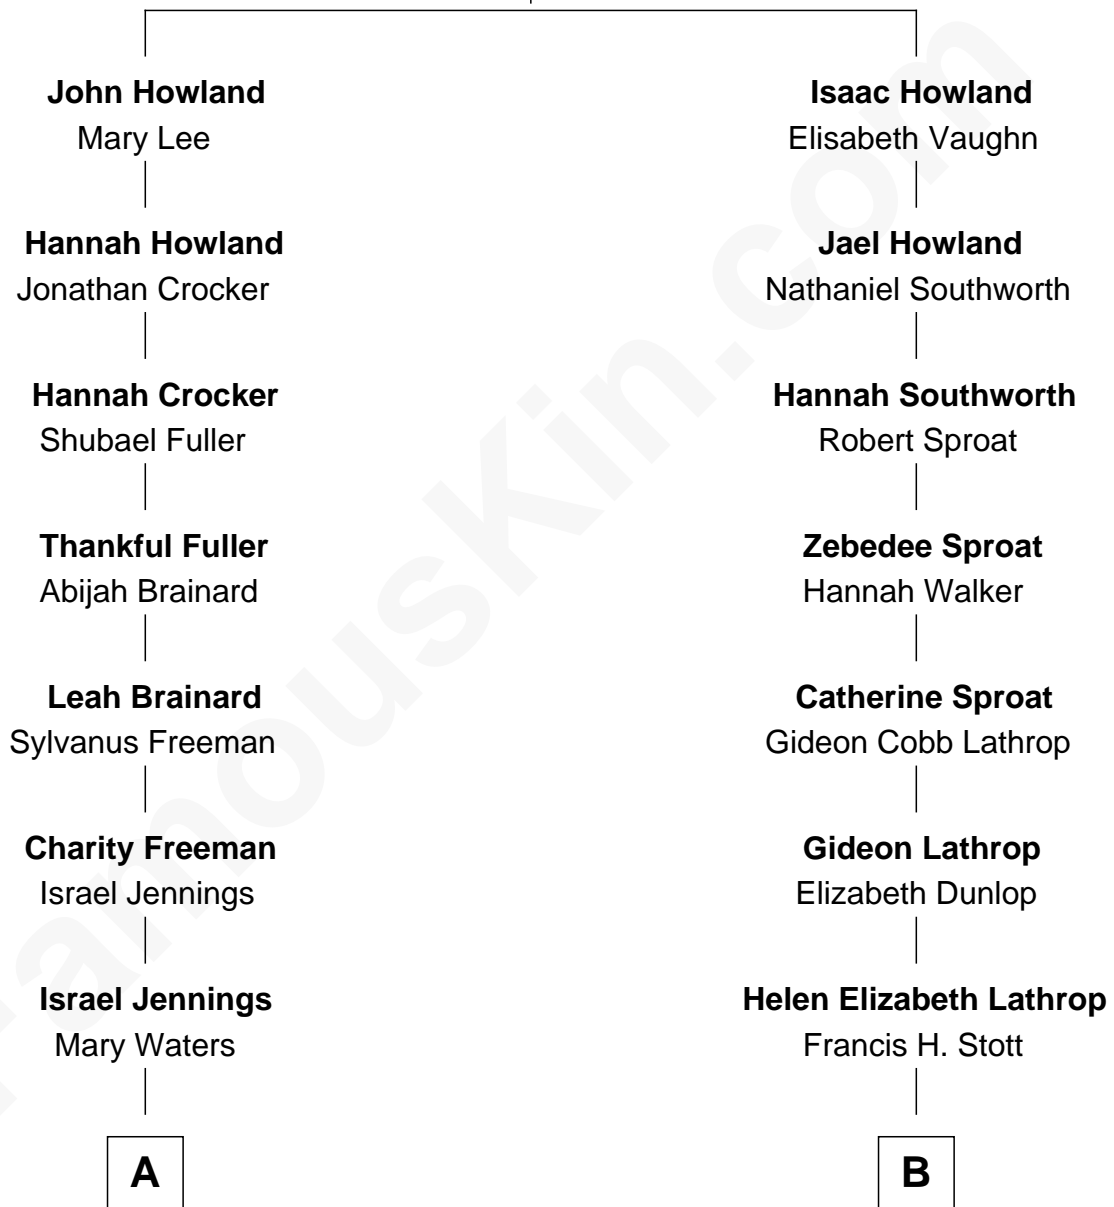 John Howland
Mary Lee
Hannah Howland
Jonathan Crocker
Hannah Crocker
Shubael Fuller
Thankful Fuller
Abijah Brainard
Leah Brainard
Sylvanus Freeman
Charity Freeman
Israel Jennings
Israel Jennings
Mary Waters
A
Isaac Howland
Elisabeth Vaughn
Jael Howland
Nathaniel Southworth
Hannah Southworth
Robert Sproat
Zebedee Sproat
Hannah Walker
Catherine Sproat
Gideon Cobb Lathrop
Gideon Lathrop
Elizabeth Dunlop
Helen Elizabeth Lathrop
Francis H. Stott
B
FamousKin.com